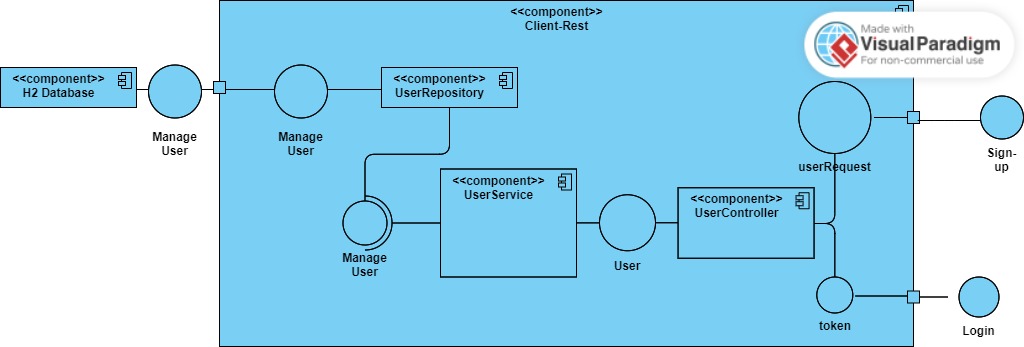 <<component>>
Client-Rest
Made with
Visual Paradigm
For non-commercial use
<<component>>
H2 Database
Manage
User
Manage
User
<<component>>
UserRepository
userRequest
Sign-
up
<<component>>
UserService
<<component>>
UserController
Manage
User
User
token
Login